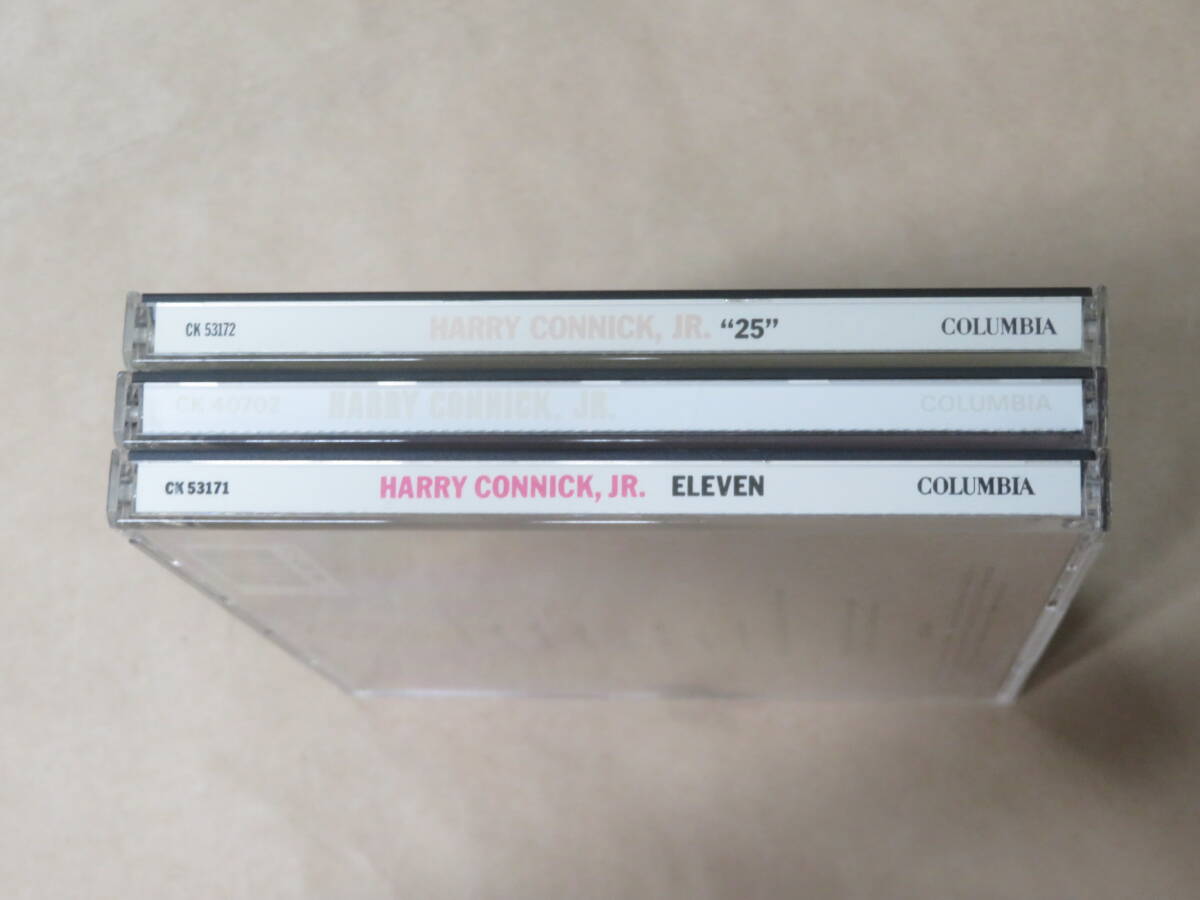 CK 53172 HARRY CONNICK, JR. “25” COLUMBIA
CK 40702 HARRY CONNICK, JR. COLUMBIA
CK 53171 HARRY CONNICK, JR. ELEVEN COLUMBIA